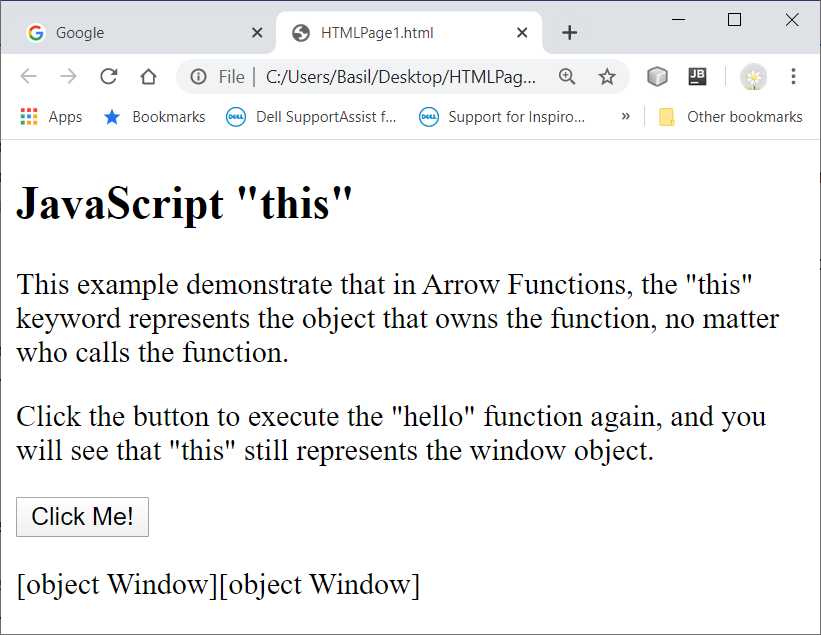 Google
HTMLPage1.html
File | C:/Users/Basil/Desktop/HTMLPag...
JB
Apps
Bookmarks
DELL
Dell SupportAssist f...
DELL
Support for Inspiro...
»
Other bookmarks
JavaScript "this"
This example demonstrate that in Arrow Functions, the "this"
keyword represents the object that owns the function, no matter
who calls the function.
Click the button to execute the "hello" function again, and you
will see that "this" still represents the window object.
Click Me!
[object Window][object Window]